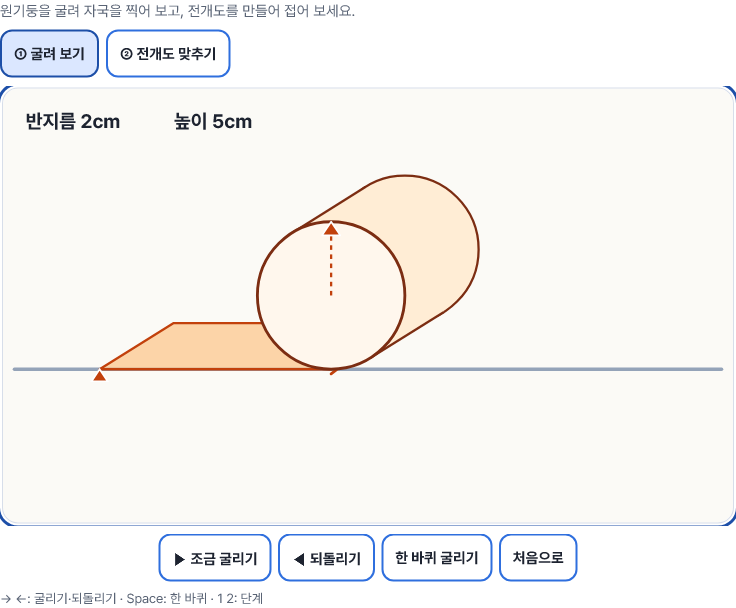 원기둥을 굴려 자국을 찍어 보고, 전개도를 만들어 접어 보세요.
① 굴려 보기 ② 전개도 맞추기
반지름 2cm 높이 5cm
▶ 조금 굴리기 ◀ 되돌리기 한 바퀴 굴리기 처음으로
→ ←: 굴리기·되돌리기 · Space: 한 바퀴 · 1 2: 단계